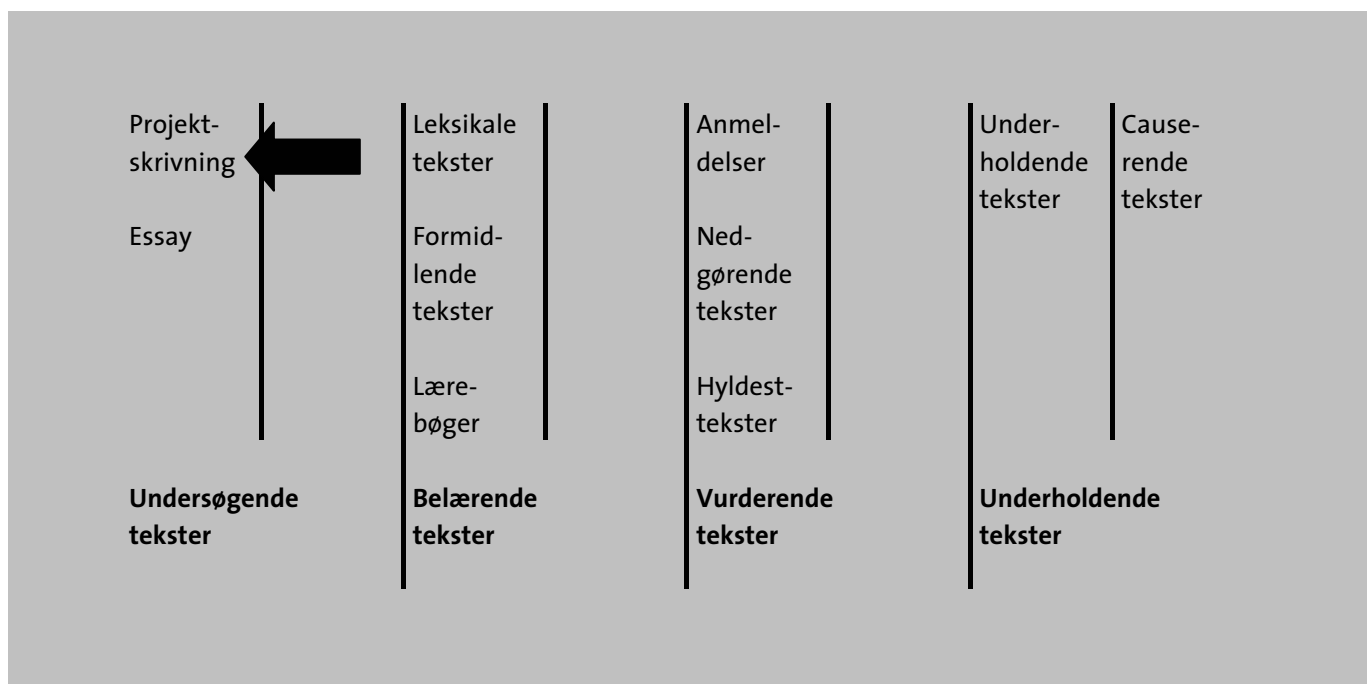 Projekt-
skrivning
Essay
Undersøgende
tekster
Leksikale
tekster
Formid-
lende
tekster
Lære-
bøger
Belærende
tekster
Anmel-
delser
Ned-
gørende
tekster
Hyldest-
tekster
Vurderende
tekster
Under-
holdende
tekster
Cause-
rende
tekster
Underholdende
tekster